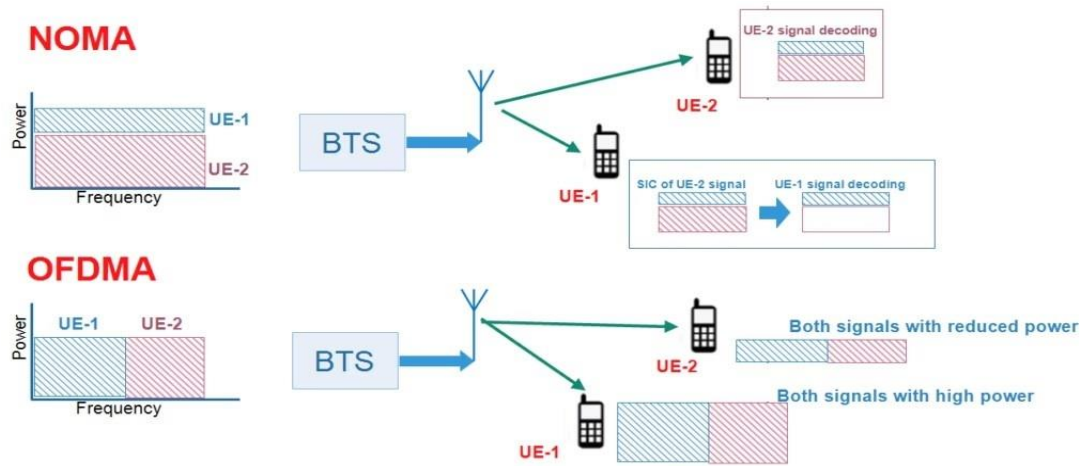 NOMA
Power
UE-1
UE-2
Frequency
BTS
UE-2
UE-2 signal decoding
UE-1
SIC of UE-2 signal
UE-1 signal decoding
OFDMA
Power
UE-1
UE-2
Frequency
BTS
UE-2
Both signals with reduced power
UE-1
Both signals with high power